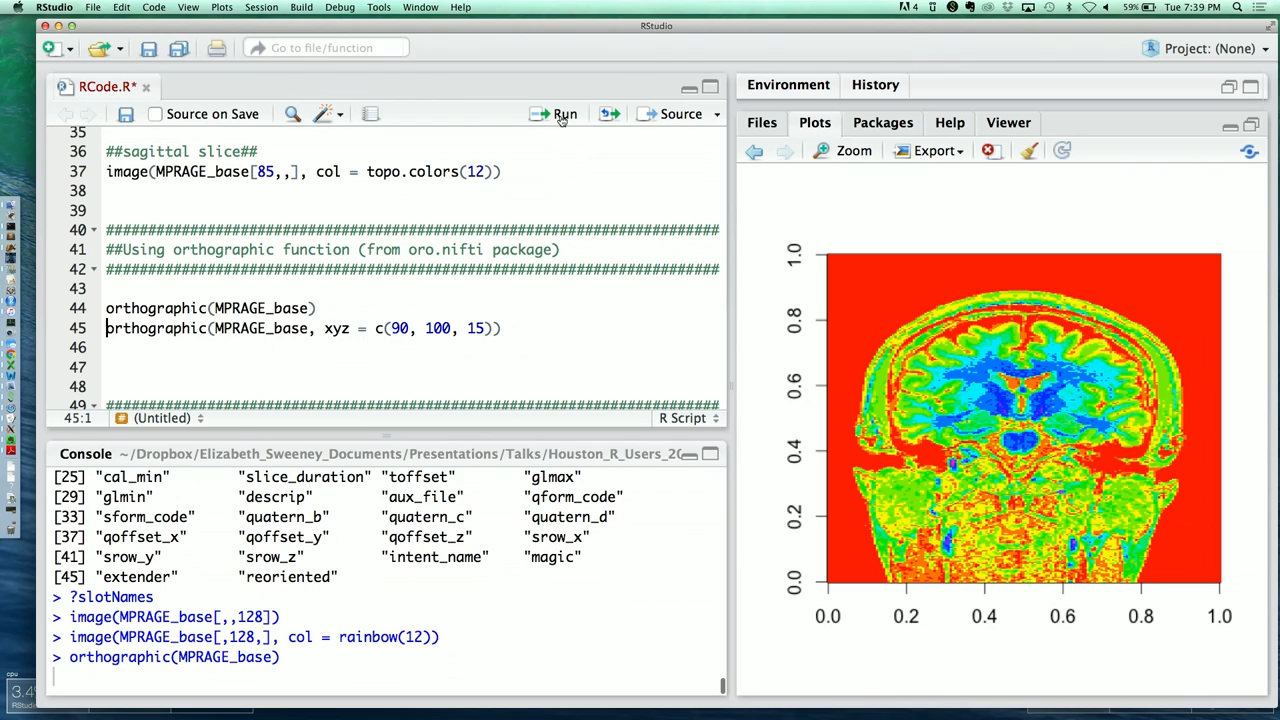 RStudio File Edit Code View Plots Session Build Debug Tools Window Help 4 59% Tue 7:39 PM
RStudio
Go to file/function Project: (None)
RCode.R* Environment History
Source on Save Run Source Files Plots Packages Help Viewer
Zoom Export
35
36 ##sagittal slice##
37 image(MPRAGE_base[85,,], col = topo.colors(12))
38
39
40 ##############################################################
41 ##Using orthographic function (from oro.nifti package)
42 ##############################################################
43
44 orthographic(MPRAGE_base)
45 orthographic(MPRAGE_base, xyz = c(90, 100, 15))
46
47
48
49 ##############################################################
45:1 (Untitled) R Script
Console ~/Dropbox/Elizabeth_Sweeney_Documents/Presentations/Talks/Houston_R_Users_20
[25] "cal_min" "slice_duration" "toffset" "glmax"
[29] "glmin" "descrip" "aux_file" "qform_code"
[33] "sform_code" "quatern_b" "quatern_c" "quatern_d"
[37] "qoffset_x" "qoffset_y" "qoffset_z" "srow_x"
[41] "srow_y" "srow_z" "intent_name" "magic"
[45] "extender" "reoriented"
> ?slotNames
> image(MPRAGE_base[,,128])
> image(MPRAGE_base[,128,], col = rainbow(12))
> orthographic(MPRAGE_base)
1.0
0.8
0.6
0.4
0.2
0.0
0.0 0.2 0.4 0.6 0.8 1.0
cpu
3.4